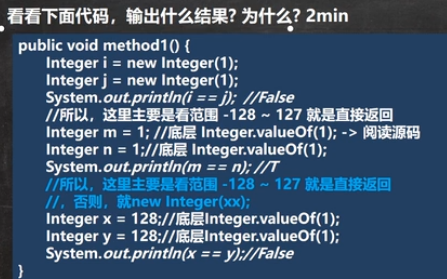 看看下面代码，输出什么结果? 为什么? 2min
public void method1() {
Integer i = new Integer(1);
Integer j = new Integer(1);
System.out.println(i == j);  //False
//所以，这里主要是看范围 -128 ~ 127 就是直接返回
Integer m = 1; //底层 Integer.valueOf(1); -> 阅读源码
Integer n = 1;//底层 Integer.valueOf(1);
System.out.println(m == n); //T
//所以，这里主要是看范围 -128 ~ 127 就是直接返回
//，否则，就new Integer(xx);
Integer x = 128;//底层Integer.valueOf(1);
Integer y = 128;//底层Integer.valueOf(1);
System.out.println(x == y);//False
}